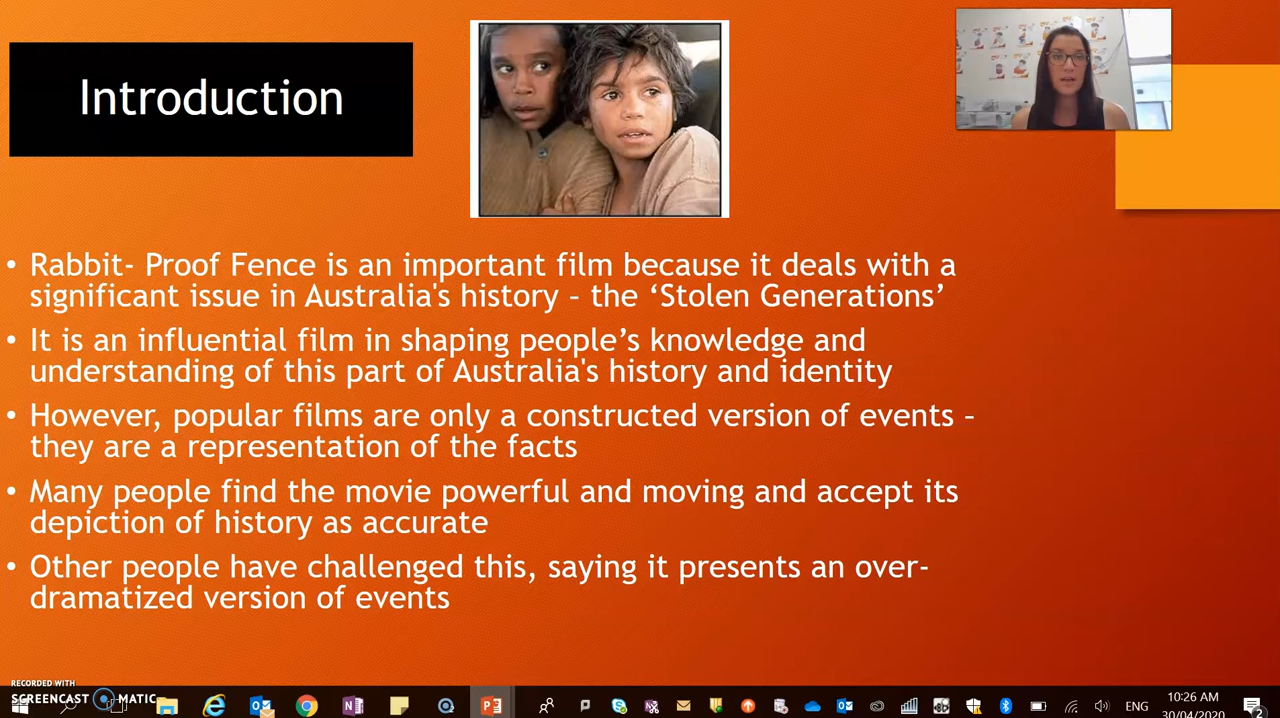 Introduction
• Rabbit- Proof Fence is an important film because it deals with a
significant issue in Australia's history – the ‘Stolen Generations’
• It is an influential film in shaping people’s knowledge and
understanding of this part of Australia's history and identity
• However, popular films are only a constructed version of events –
they are a representation of the facts
• Many people find the movie powerful and moving and accept its
depiction of history as accurate
• Other people have challenged this, saying it presents an over-
dramatized version of events
RECORDED WITH
SCREENCAST MATIC
ENG
10:26 AM
30/04/2020
2